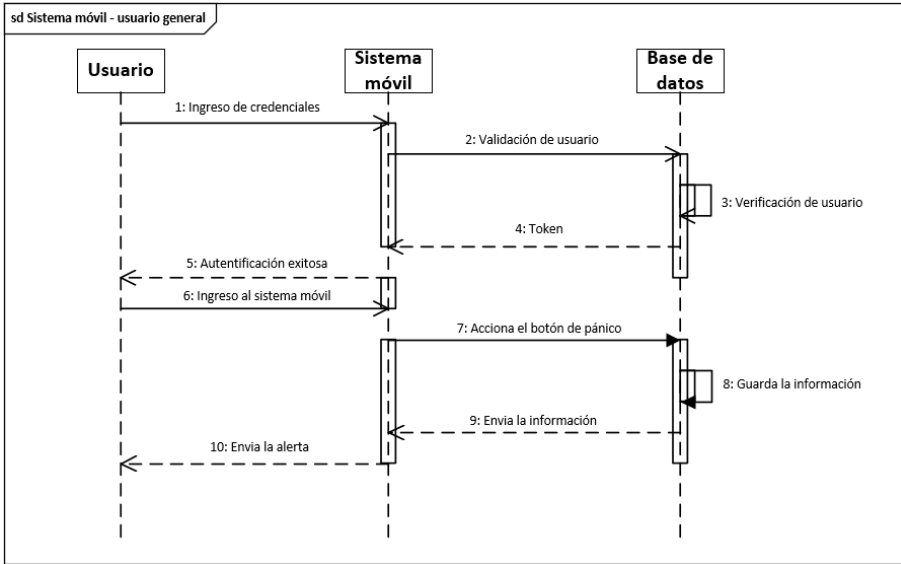 sd Sistema móvil - usuario general
Usuario
Sistema
móvil
Base de
datos
1: Ingreso de credenciales
2: Validación de usuario
3: Verificación de usuario
4: Token
5: Autentificación exitosa
6: Ingreso al sistema móvil
7: Acciona el botón de pánico
8: Guarda la información
9: Envia la información
10: Envia la alerta